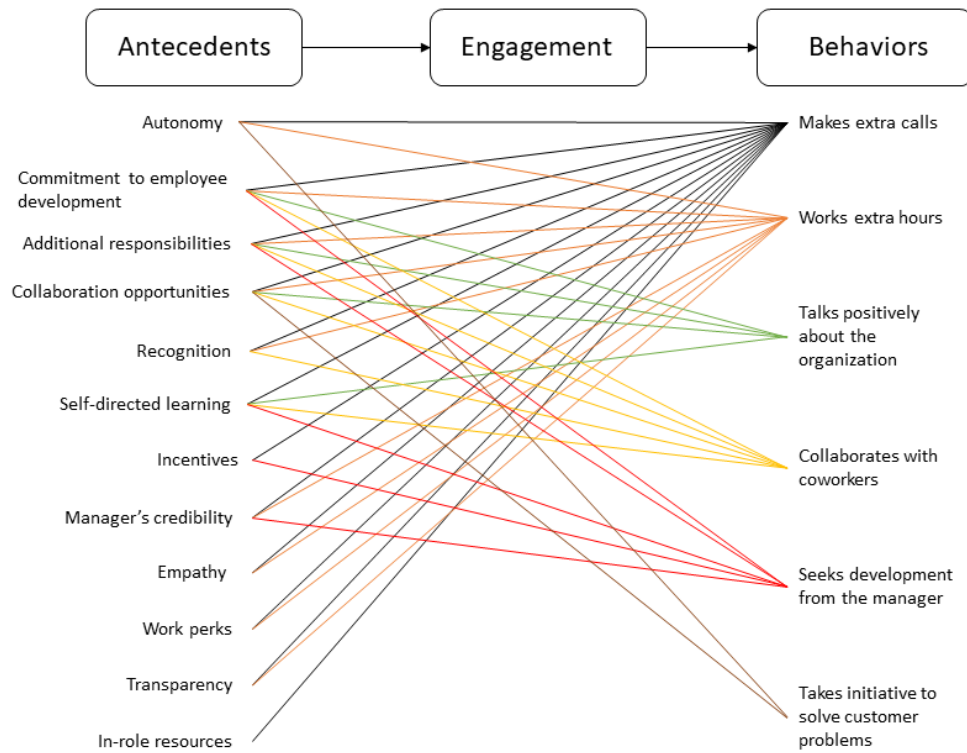 Antecedents
Engagement
Behaviors
Autonomy
Commitment to employee
development
Additional responsibilities
Collaboration opportunities
Recognition
Self-directed learning
Incentives
Manager’s credibility
Empathy
Work perks
Transparency
In-role resources
Makes extra calls
Works extra hours
Talks positively
about the
organization
Collaborates with
coworkers
Seeks development
from the manager
Takes initiative to
solve customer
problems